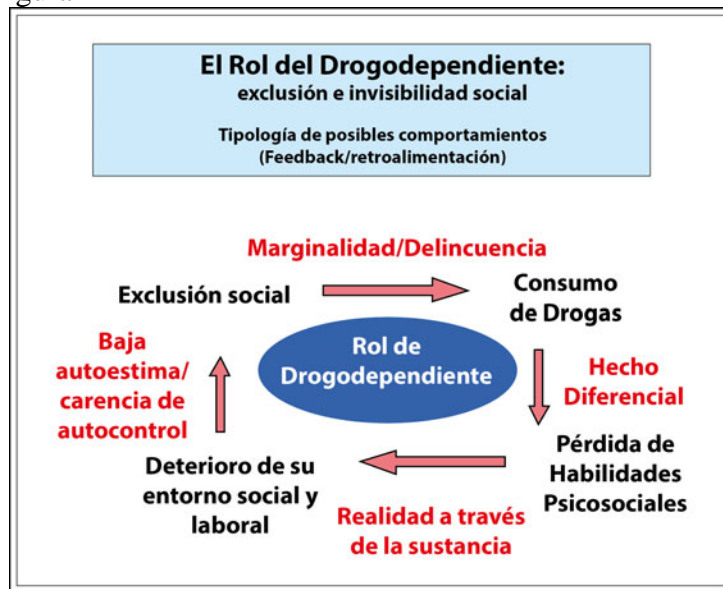 El Rol del Drogodependiente:
exclusión e invisibilidad social
Tipología de posibles comportamientos
(Feedback/retroalimentación)
Marginalidad/Delincuencia
Exclusión social
Consumo
de Drogas
Baja
autoestima/
carencia de
autocontrol
Rol de
Drogodependiente
Hecho
Diferencial
Deterioro de su
entorno social y
laboral
Realidad a través
de la sustancia
Pérdida de
Habilidades
Psicosociales